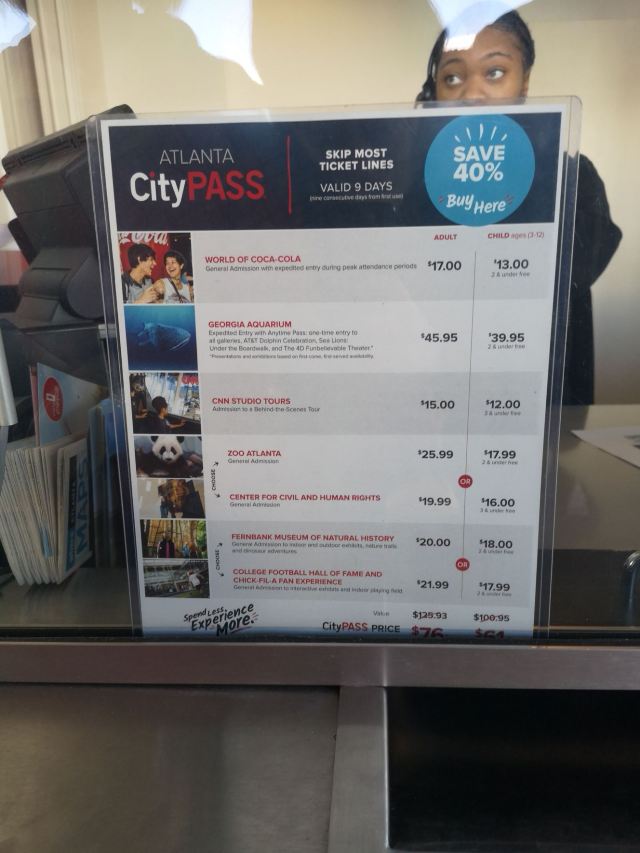 ATLANTA
CityPASS
SKIP MOST
TICKET LINES
VALID 9 DAYS
(nine consecutive days from first use)
SAVE
40%
Buy Here
ADULT
CHILD ages (3-12)
WORLD OF COCA-COLA
General Admission with expedited entry during peak attendance periods
$17.00
$13.00
2 & under free
GEORGIA AQUARIUM
Expedited Entry with Anytime Pass: one-time entry to
all galleries, AT&T Dolphin Celebration, Sea Lions:
Under the Boardwalk, and The 4D Funbelievable Theater.*
*Presentations and exhibitions based on first-come, first-served availability.
$45.95
$39.95
2 & under free
CNN STUDIO TOURS
Admission to a Behind-the-Scenes Tour
$15.00
$12.00
3 & under free
CHOOSE
ZOO ATLANTA
General Admission
$25.99
$17.99
2 & under free
OR
CENTER FOR CIVIL AND HUMAN RIGHTS
General Admission
$19.99
$16.00
3 & under free
CHOOSE
FERNBANK MUSEUM OF NATURAL HISTORY
General Admission to indoor and outdoor exhibits, nature trails
and dinosaur adventures
$20.00
$18.00
2 & under free
OR
COLLEGE FOOTBALL HALL OF FAME AND
CHICK-FIL-A FAN EXPERIENCE
General Admission to interactive exhibits and indoor playing field
$21.99
$17.99
2 & under free
Spend Less.
Experience
More.
Value
$125.93
$100.95
CityPASS PRICE
$76
$61
MAPS